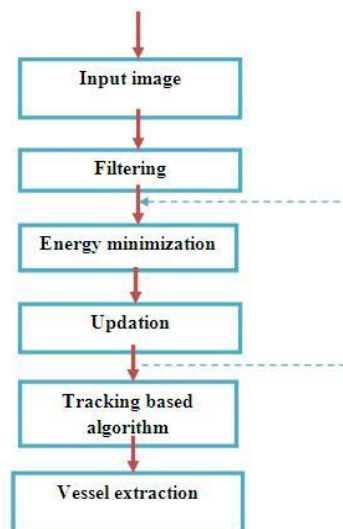 Input image
Filtering
Energy minimization
Updation
Tracking based
algorithm
Vessel extraction